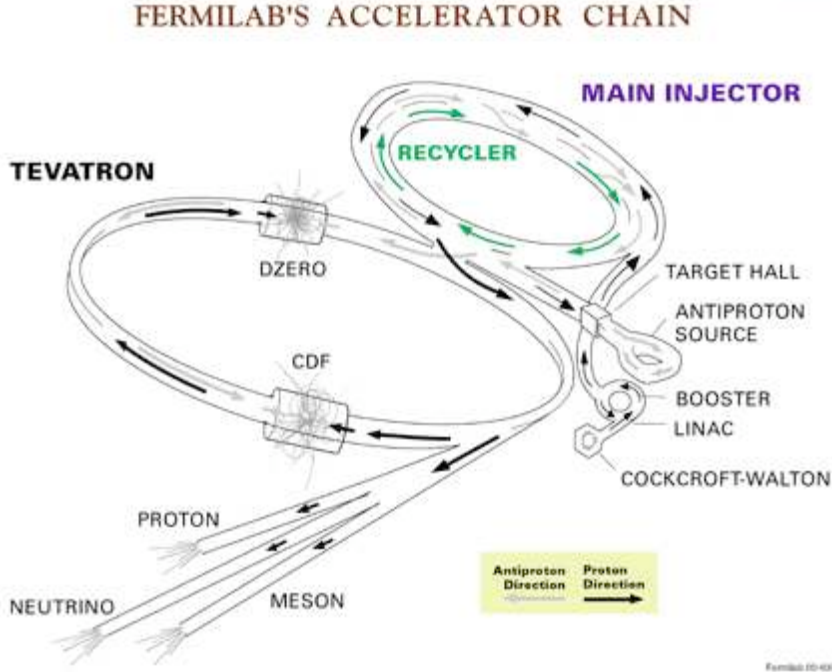 FERMILAB'S ACCELERATOR CHAIN
MAIN INJECTOR
RECYCLER
TEVATRON
DZERO
TARGET HALL
ANTIPROTON
SOURCE
CDF
BOOSTER
LINAC
COCKCROFT-WALTON
PROTON
NEUTRINO
MESON
Antiproton
Direction
Proton
Direction
Fermilab